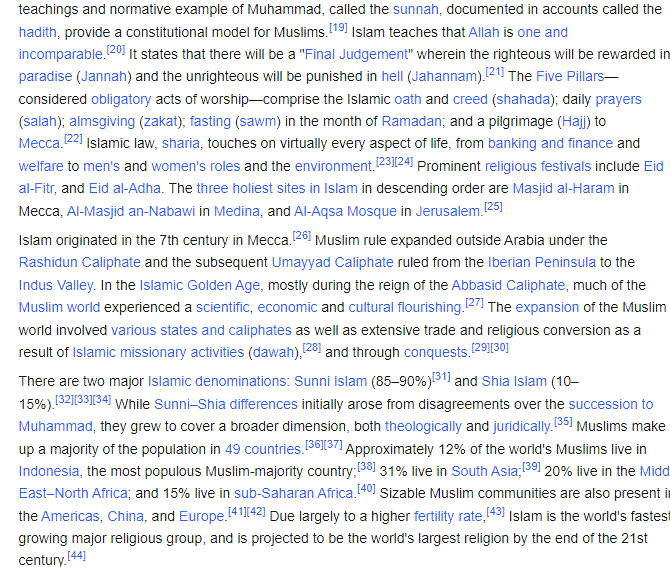 teachings and normative example of Muhammad, called the sunnah, documented in accounts called the
hadith, provide a constitutional model for Muslims.[19] Islam teaches that Allah is one and
incomparable.[20] It states that there will be a "Final Judgement" wherein the righteous will be rewarded in
paradise (Jannah) and the unrighteous will be punished in hell (Jahannam).[21] The Five Pillars—
considered obligatory acts of worship—comprise the Islamic oath and creed (shahada); daily prayers
(salah); almsgiving (zakat); fasting (sawm) in the month of Ramadan; and a pilgrimage (Hajj) to
Mecca.[22] Islamic law, sharia, touches on virtually every aspect of life, from banking and finance and
welfare to men's and women's roles and the environment.[23][24] Prominent religious festivals include Eid
al-Fitr, and Eid al-Adha. The three holiest sites in Islam in descending order are Masjid al-Haram in
Mecca, Al-Masjid an-Nabawi in Medina, and Al-Aqsa Mosque in Jerusalem.[25]
Islam originated in the 7th century in Mecca.[26] Muslim rule expanded outside Arabia under the
Rashidun Caliphate and the subsequent Umayyad Caliphate ruled from the Iberian Peninsula to the
Indus Valley. In the Islamic Golden Age, mostly during the reign of the Abbasid Caliphate, much of the
Muslim world experienced a scientific, economic and cultural flourishing.[27] The expansion of the Muslim
world involved various states and caliphates as well as extensive trade and religious conversion as a
result of Islamic missionary activities (dawah),[28] and through conquests.[29][30]
There are two major Islamic denominations: Sunni Islam (85–90%)[31] and Shia Islam (10–
15%).[32][33][34] While Sunni–Shia differences initially arose from disagreements over the succession to
Muhammad, they grew to cover a broader dimension, both theologically and juridically.[35] Muslims make
up a majority of the population in 49 countries.[36][37] Approximately 12% of the world's Muslims live in
Indonesia, the most populous Muslim-majority country;[38] 31% live in South Asia;[39] 20% live in the Midd
East–North Africa; and 15% live in sub-Saharan Africa.[40] Sizable Muslim communities are also present i
the Americas, China, and Europe.[41][42] Due largely to a higher fertility rate,[43] Islam is the world's fastes
growing major religious group, and is projected to be the world's largest religion by the end of the 21st
century.[44]